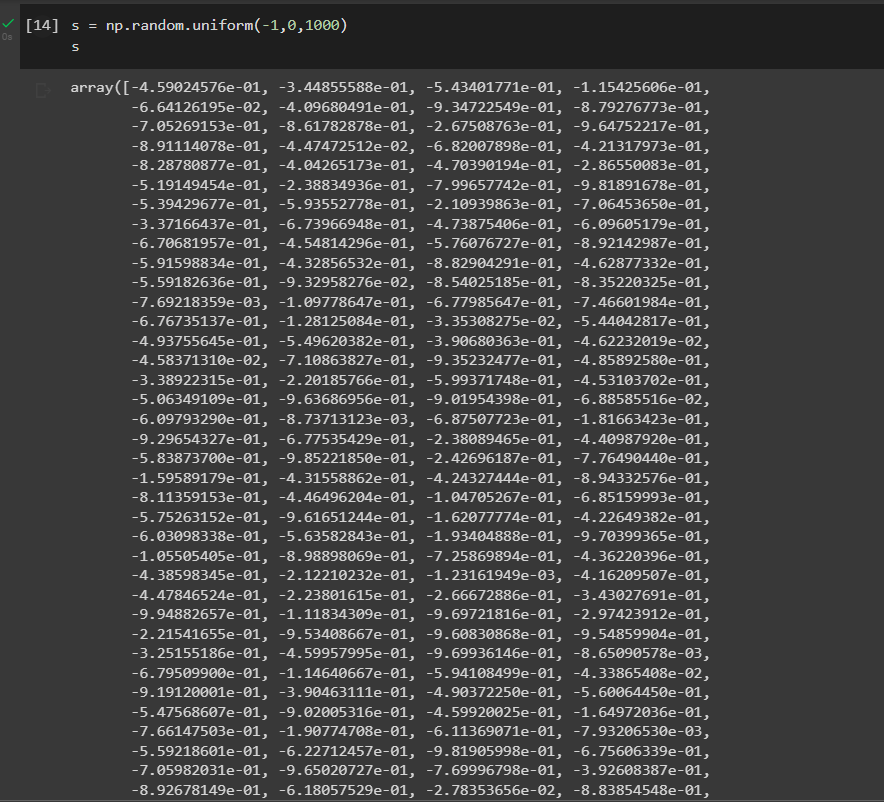 [14] s = np.random.uniform(-1,0,1000)
s
0s
array([-4.59024576e-01, -3.44855588e-01, -5.43401771e-01, -1.15425606e-01,
-6.64126195e-02, -4.09680491e-01, -9.34722549e-01, -8.79276773e-01,
-7.05269153e-01, -8.61782878e-01, -2.67508763e-01, -9.64752217e-01,
-8.91114078e-01, -4.47472512e-02, -6.82007898e-01, -4.21317973e-01,
-8.28780877e-01, -4.04265173e-01, -4.70390194e-01, -2.86550083e-01,
-5.19149454e-01, -2.38834936e-01, -7.99657742e-01, -9.81891678e-01,
-5.39429677e-01, -5.93552778e-01, -2.10939863e-01, -7.06453650e-01,
-3.37166437e-01, -6.73966948e-01, -4.73875406e-01, -6.09605179e-01,
-6.70681957e-01, -4.54814296e-01, -5.76076727e-01, -8.92142987e-01,
-5.91598834e-01, -4.32856532e-01, -8.82904291e-01, -4.62877332e-01,
-5.59182636e-01, -9.32958276e-02, -8.54025185e-01, -8.35220325e-01,
-7.69218359e-03, -1.09778647e-01, -6.77985647e-01, -7.46601984e-01,
-6.76735137e-01, -1.28125084e-01, -3.35308275e-02, -5.44042817e-01,
-4.93755645e-01, -5.49620382e-01, -3.90680363e-01, -4.62232019e-02,
-4.58371310e-02, -7.10863827e-01, -9.35232477e-01, -4.85892580e-01,
-3.38922315e-01, -2.20185766e-01, -5.99371748e-01, -4.53103702e-01,
-5.06349109e-01, -9.63686956e-01, -9.01954398e-01, -6.88585516e-02,
-6.09793290e-01, -8.73713123e-03, -6.87507723e-01, -1.81663423e-01,
-9.29654327e-01, -6.77535429e-01, -2.38089465e-01, -4.40987920e-01,
-5.83873700e-01, -9.85221850e-01, -2.42696187e-01, -7.76490440e-01,
-1.59589179e-01, -4.31558862e-01, -4.24327444e-01, -8.94332576e-01,
-8.11359153e-01, -4.46496204e-01, -1.04705267e-01, -6.85159993e-01,
-5.75263152e-01, -9.61651244e-01, -1.62077774e-01, -4.22649382e-01,
-6.03098338e-01, -5.63582843e-01, -1.93404888e-01, -9.70399365e-01,
-1.05505405e-01, -8.98898069e-01, -7.25869894e-01, -4.36220396e-01,
-4.38598345e-01, -2.12210232e-01, -1.23161949e-03, -4.16209507e-01,
-4.47846524e-01, -2.23801615e-01, -2.66672886e-01, -3.43027691e-01,
-9.94882657e-01, -1.11834309e-01, -9.69721816e-01, -2.97423912e-01,
-2.21541655e-01, -9.53408667e-01, -9.60830868e-01, -9.54859904e-01,
-3.25155186e-01, -4.59957995e-01, -9.69936146e-01, -8.65090578e-03,
-6.79509900e-01, -1.14640667e-01, -5.94108499e-01, -4.33865408e-02,
-9.19120001e-01, -3.90463111e-01, -4.90372250e-01, -5.60064450e-01,
-5.47568607e-01, -9.02005316e-01, -4.59920025e-01, -1.64972036e-01,
-7.66147503e-01, -1.90774708e-01, -6.11369071e-01, -7.93206530e-03,
-5.59218601e-01, -6.22712457e-01, -9.81905998e-01, -6.75606339e-01,
-7.05982031e-01, -9.65020727e-01, -7.69996798e-01, -3.92608387e-01,
-8.92678149e-01, -6.18057529e-01, -2.78353656e-02, -8.83854548e-01,